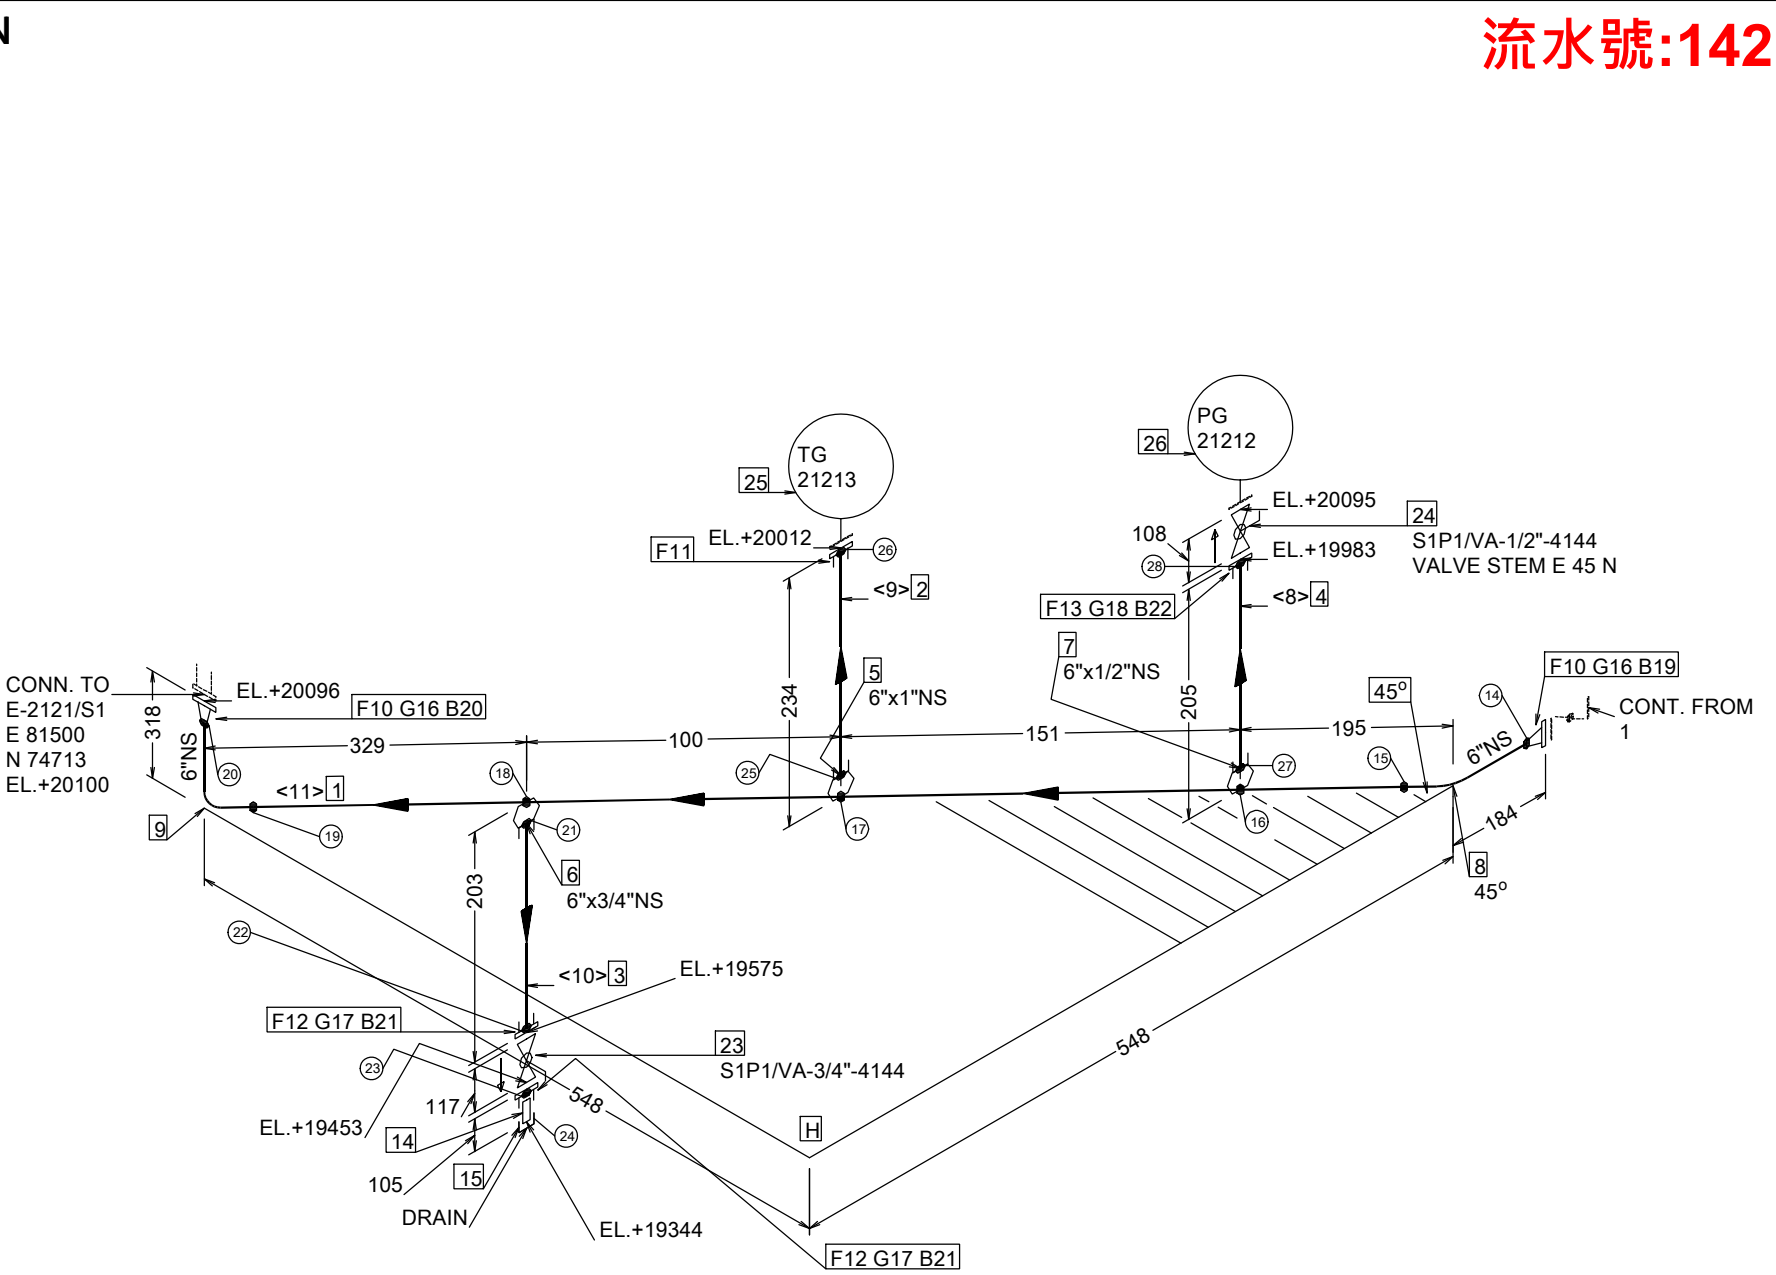 N
流水號:142
PG
21212
26
TG
21213
25
EL.+20095
24
S1P1/VA-1/2"-4144
VALVE STEM E 45 N
108
EL.+20012
F11
26
EL.+19983
28
<9> 2
<8> 4
F13 G18 B22
7
6"x1/2"NS
5
6"x1"NS
F10 G16 B19
CONN. TO
E-2121/S1
E 81500
N 74713
EL.+20100
EL.+20096
F10 G16 B20
318
6"NS
234
205
45°
14
CONT. FROM
1
329
100
151
195
6"NS
20
18
25
27
15
<11> 1
9
19
21
17
16
184
8
45°
203
6
6"x3/4"NS
22
<10> 3
EL.+19575
F12 G17 B21
23
S1P1/VA-3/4"-4144
23
548
548
117
EL.+19453
14
24
H
105
15
DRAIN
EL.+19344
F12 G17 B21